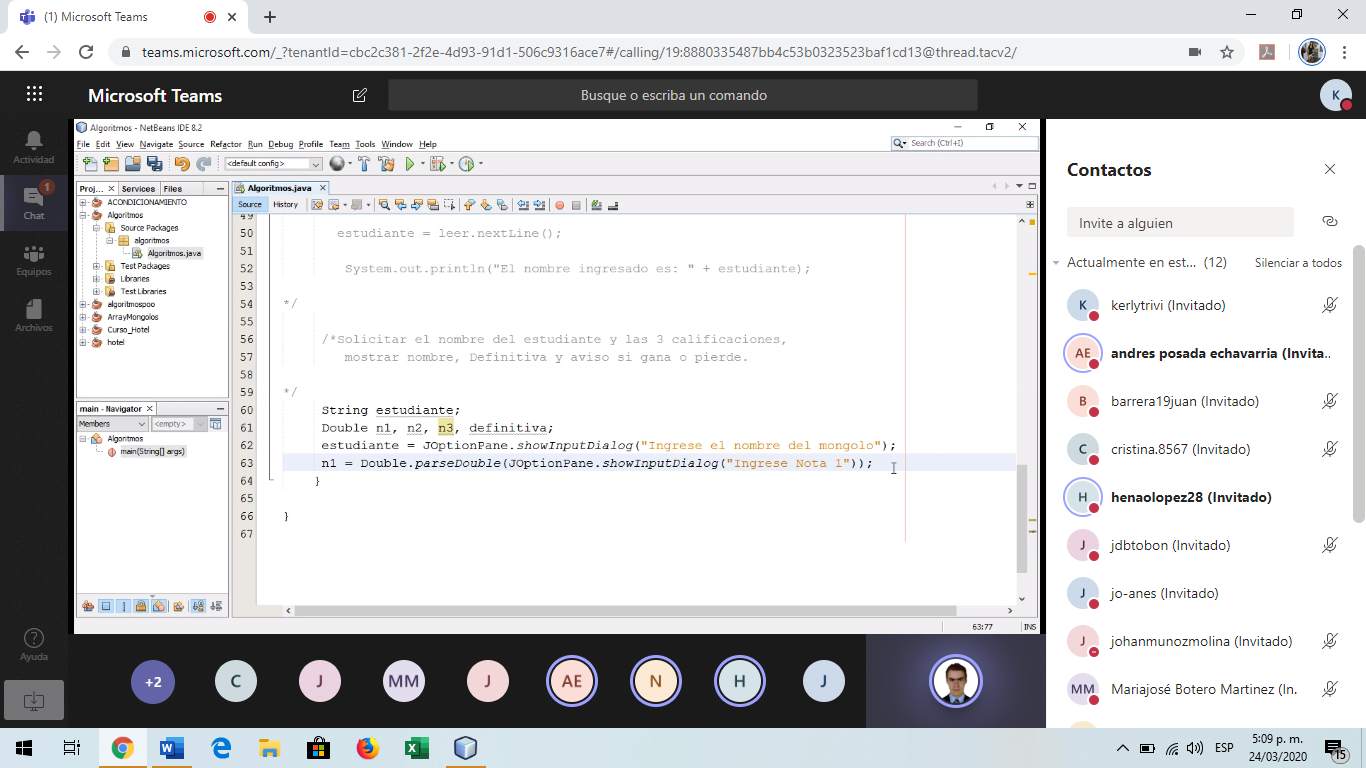 (1) Microsoft Teams
teams.microsoft.com/_?tenantId=cbc2c381-2f2e-4d93-91d1-506c9316ace7#/calling/19:8880335487bb4c53b0323523baf1cd13@thread.tacv2/
Microsoft Teams
Busque o escriba un comando
K
Actividad
1
Chat
Equipos
Archivos
Ayuda
Algoritmos - NetBeans IDE 8.2
File Edit View Navigate Source Refactor Run Debug Profile Team Tools Window Help
Search (Ctrl+I)
<default config>
Proj... Services Files
ACONDICIONAMIENTO
Algoritmos
Source Packages
algoritmos
Algoritmos.java
Test Packages
Libraries
Test Libraries
algoritmospoo
ArrayMongolos
Curso_Hotel
hotel
main - Navigator
Members <empty>
Algoritmos
main(String[] args)
Algoritmos.java
Source History
49
50 estudiante = leer.nextLine();
51
52 System.out.println("El nombre ingresado es: " + estudiante);
53
54 */
55
56 /*Solicitar el nombre del estudiante y las 3 calificaciones,
57 mostrar nombre, Definitiva y aviso si gana o pierde.
58
59 */
60 String estudiante;
61 Double n1, n2, n3, definitiva;
62 estudiante = JOptionPane.showInputDialog("Ingrese el nombre del mongolo");
63 n1 = Double.parseDouble(JOptionPane.showInputDialog("Ingrese Nota 1"));
64 }
65
66 }
67
63:77 INS
Contactos
Invite a alguien
Actualmente en est... (12) Silenciar a todos
K kerlytrivi (Invitado)
AE andres posada echavarria (Invita..
B barrera19juan (Invitado)
C cristina.8567 (Invitado)
H henaolopez28 (Invitado)
J jdbtobon (Invitado)
J jo-anes (Invitado)
J johanmunozmolina (Invitado)
MM Mariajosé Botero Martinez (In.
+2 C J MM J AE N H J
ESP
5:09 p. m.
24/03/2020
15